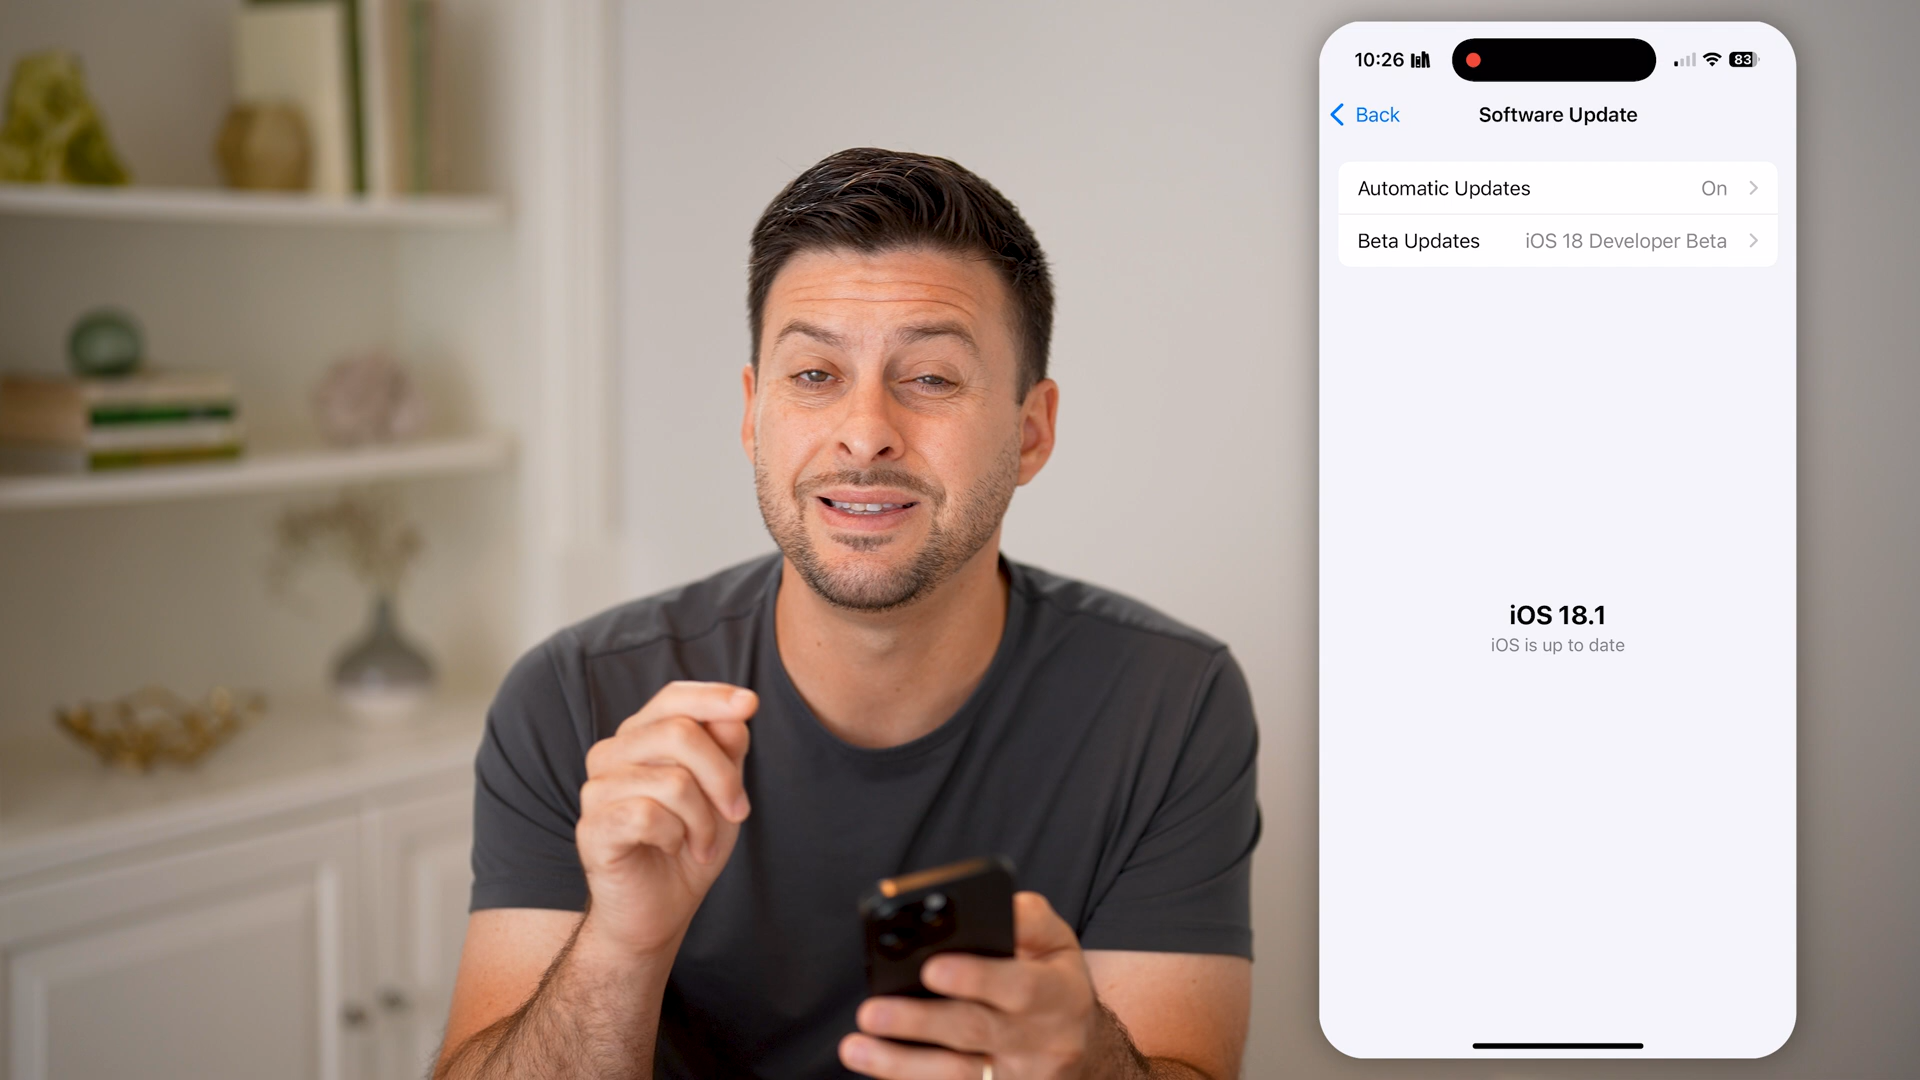 10:26
83
Back
Software Update
Automatic Updates On
Beta Updates iOS 18 Developer Beta
iOS 18.1
iOS is up to date